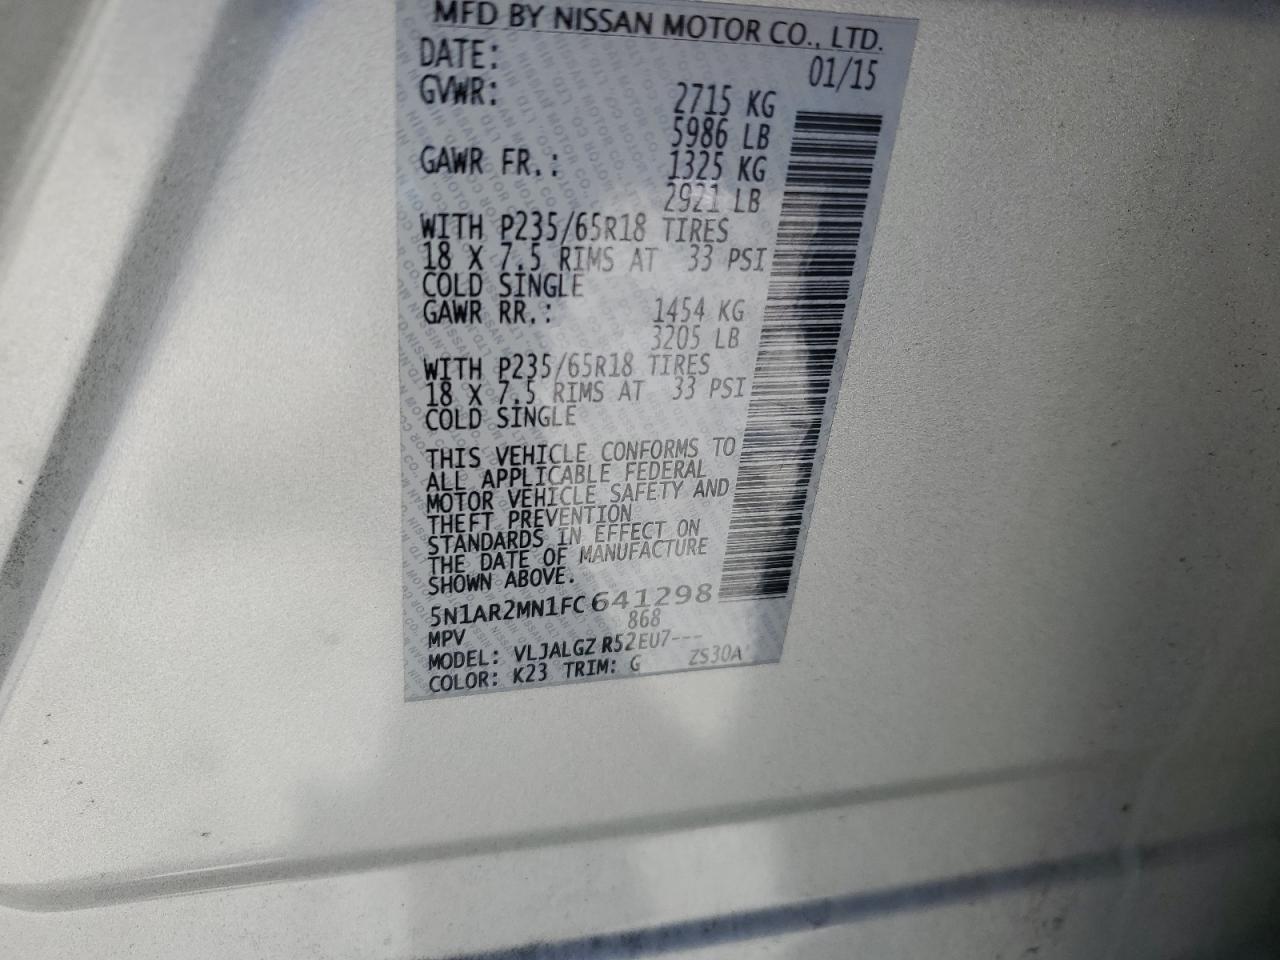 MFD BY NISSAN MOTOR CO., LTD.
DATE: 01/15
GVWR: 2715 KG
5986 LB
GAWR FR.: 1325 KG
2921 LB
WITH P235/65R18 TIRES
18 X 7.5 RIMS AT 33 PSI
COLD SINGLE
GAWR RR.: 1454 KG
3205 LB
WITH P235/65R18 TIRES
18 X 7.5 RIMS AT 33 PSI
COLD SINGLE
THIS VEHICLE CONFORMS TO
ALL APPLICABLE FEDERAL
MOTOR VEHICLE SAFETY AND
THEFT PREVENTION
STANDARDS IN EFFECT ON
THE DATE OF MANUFACTURE
SHOWN ABOVE.
5N1AR2MN1FC641298
MPV 868
MODEL: VLJALGZ R52EU7---
COLOR: K23 TRIM: G ZS30A